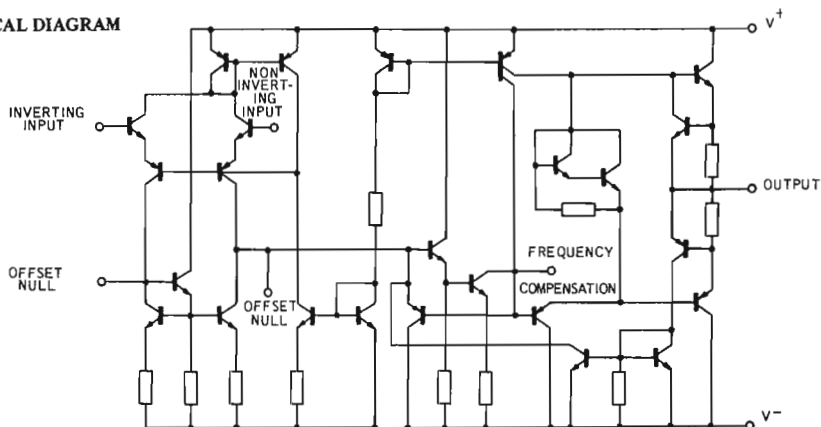 CAL DIAGRAM
V+
NON
INVERT-
ING
INPUT
INVERTING
INPUT
OUTPUT
OFFSET
NULL
OFFSET
NULL
FREQUENCY
COMPENSATION
V-